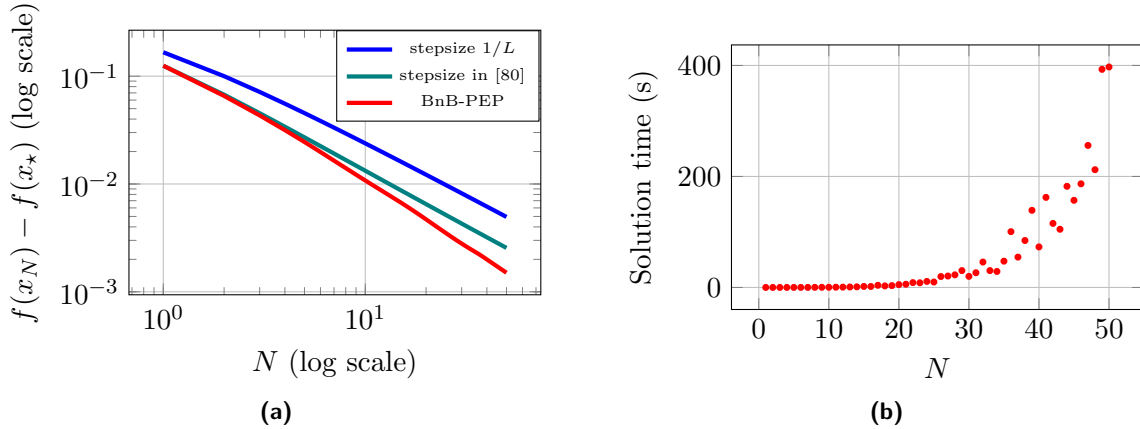 f(x_N) − f(x_⋆) (log scale)
10^{-1}
10^{-2}
10^{-3}
stepsize 1/L
stepsize in [80]
BnB-PEP
10^0
10^1
N (log scale)
(a)
Solution time (s)
400
200
0
0
10
20
30
40
50
N
(b)